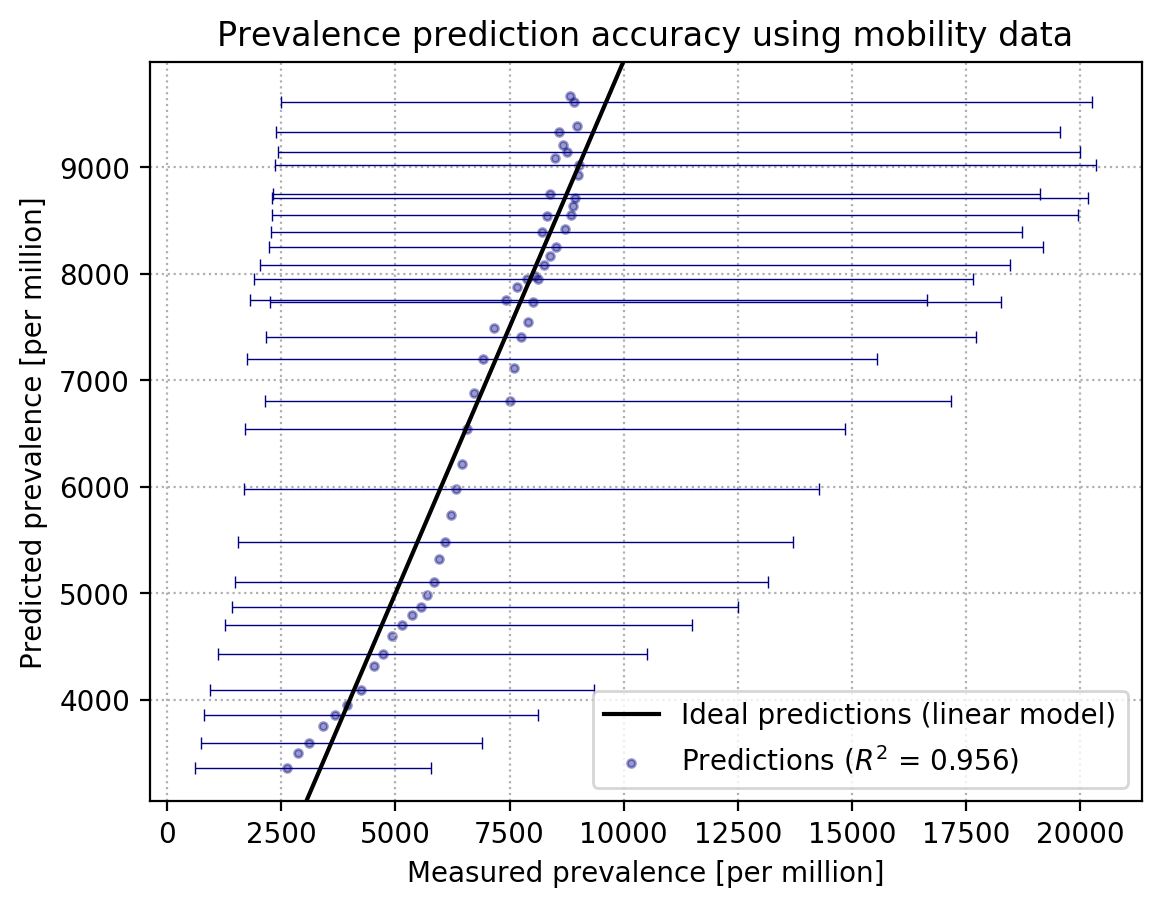 Prevalence prediction accuracy using mobility data
Predicted prevalence [per million]
9000
8000
7000
6000
5000
4000
Ideal predictions (linear model)
Predictions (R² = 0.956)
0 2500 5000 7500 10000 12500 15000 17500 20000
Measured prevalence [per million]